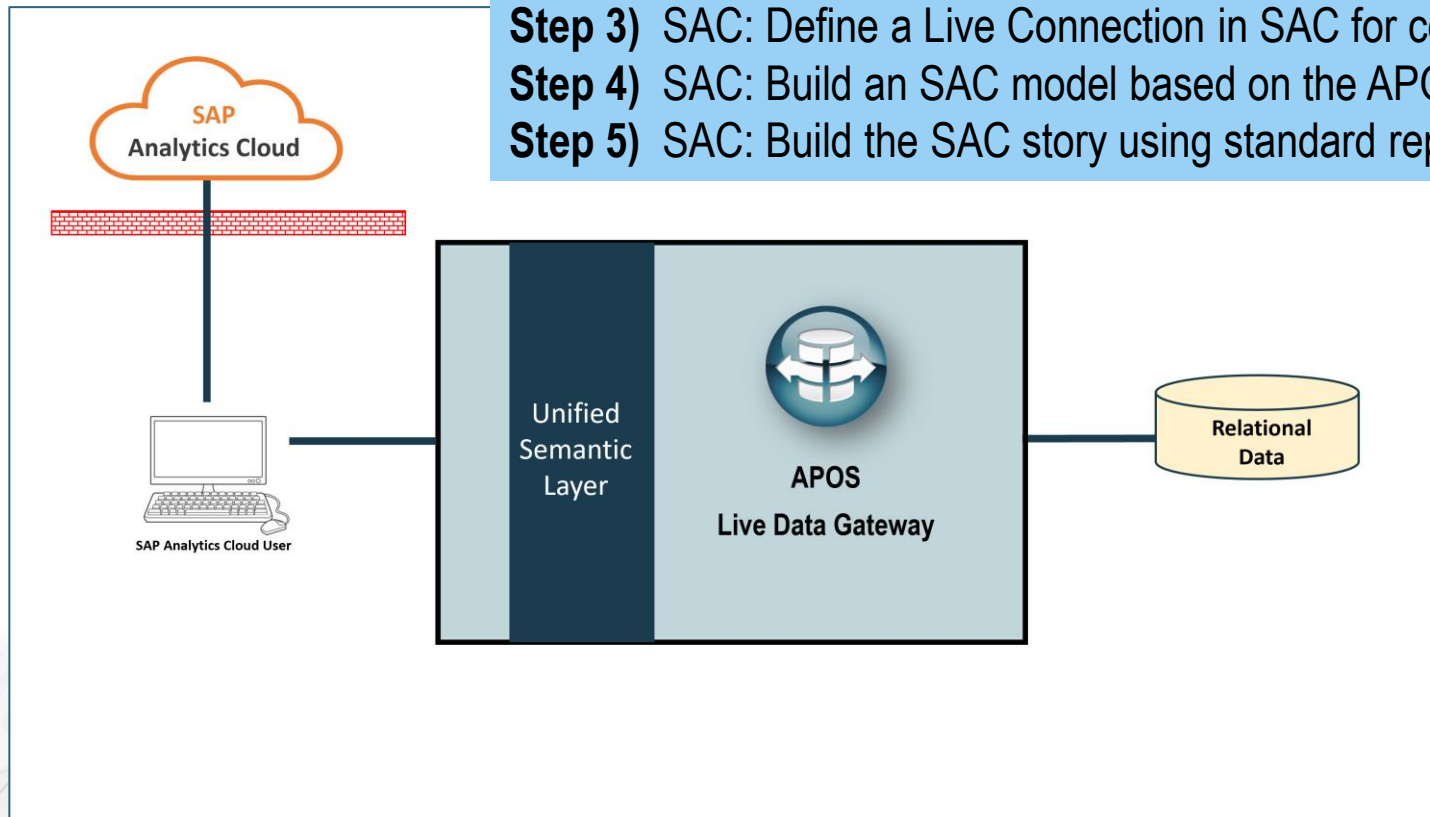 Step 3) SAC: Define a Live Connection in SAC for
Step 4) SAC: Build an SAC model based on the
Step 5) SAC: Build the SAC story using standard
SAP
Analytics Cloud
SAP Analytics Cloud User
Unified
Semantic
Layer
APOS
Live Data Gateway
Relational
Data